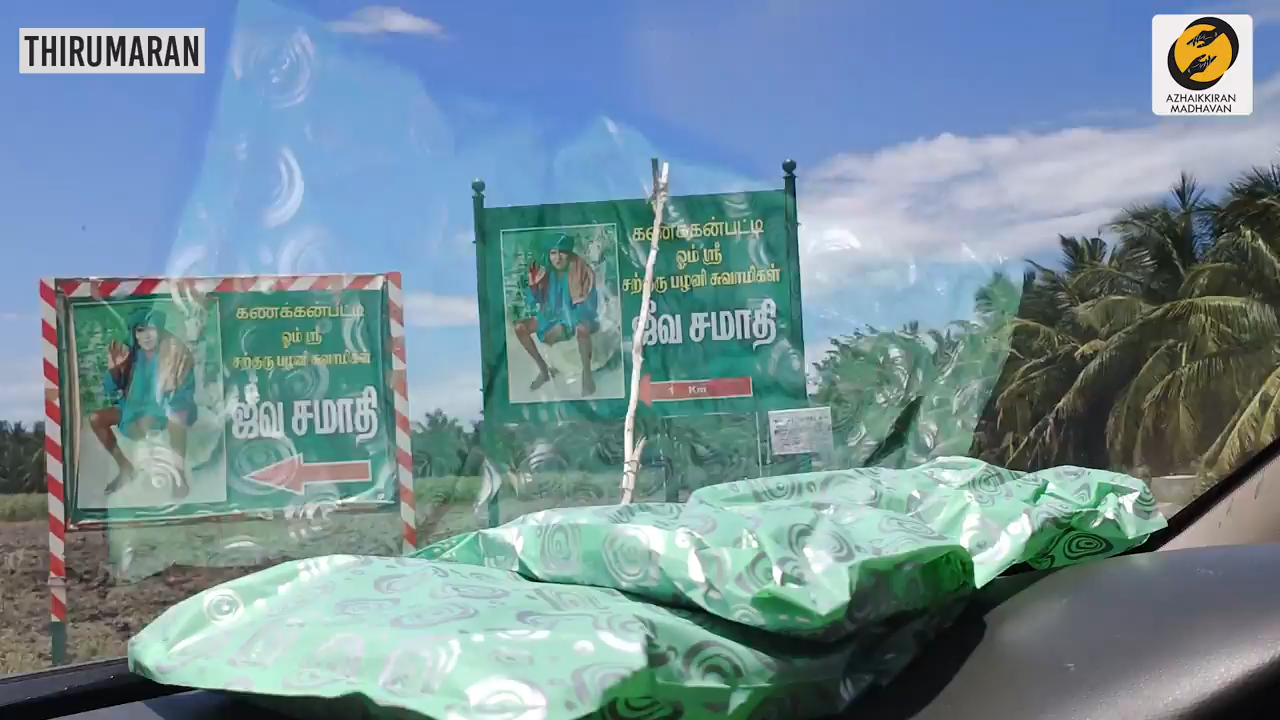 THIRUMARAN
AZHAIKKIRAN
MADHAVAN
கணக்கன்பட்டி
ஓம் ஸ்ரீ
சற்குரு பழனி சுவாமிகள்
ஜீவ சமாதி
கணக்கன்பட்டி
ஓம் ஸ்ரீ
சற்குரு பழனி சுவாமிகள்
ஜீவ சமாதி
1 Km